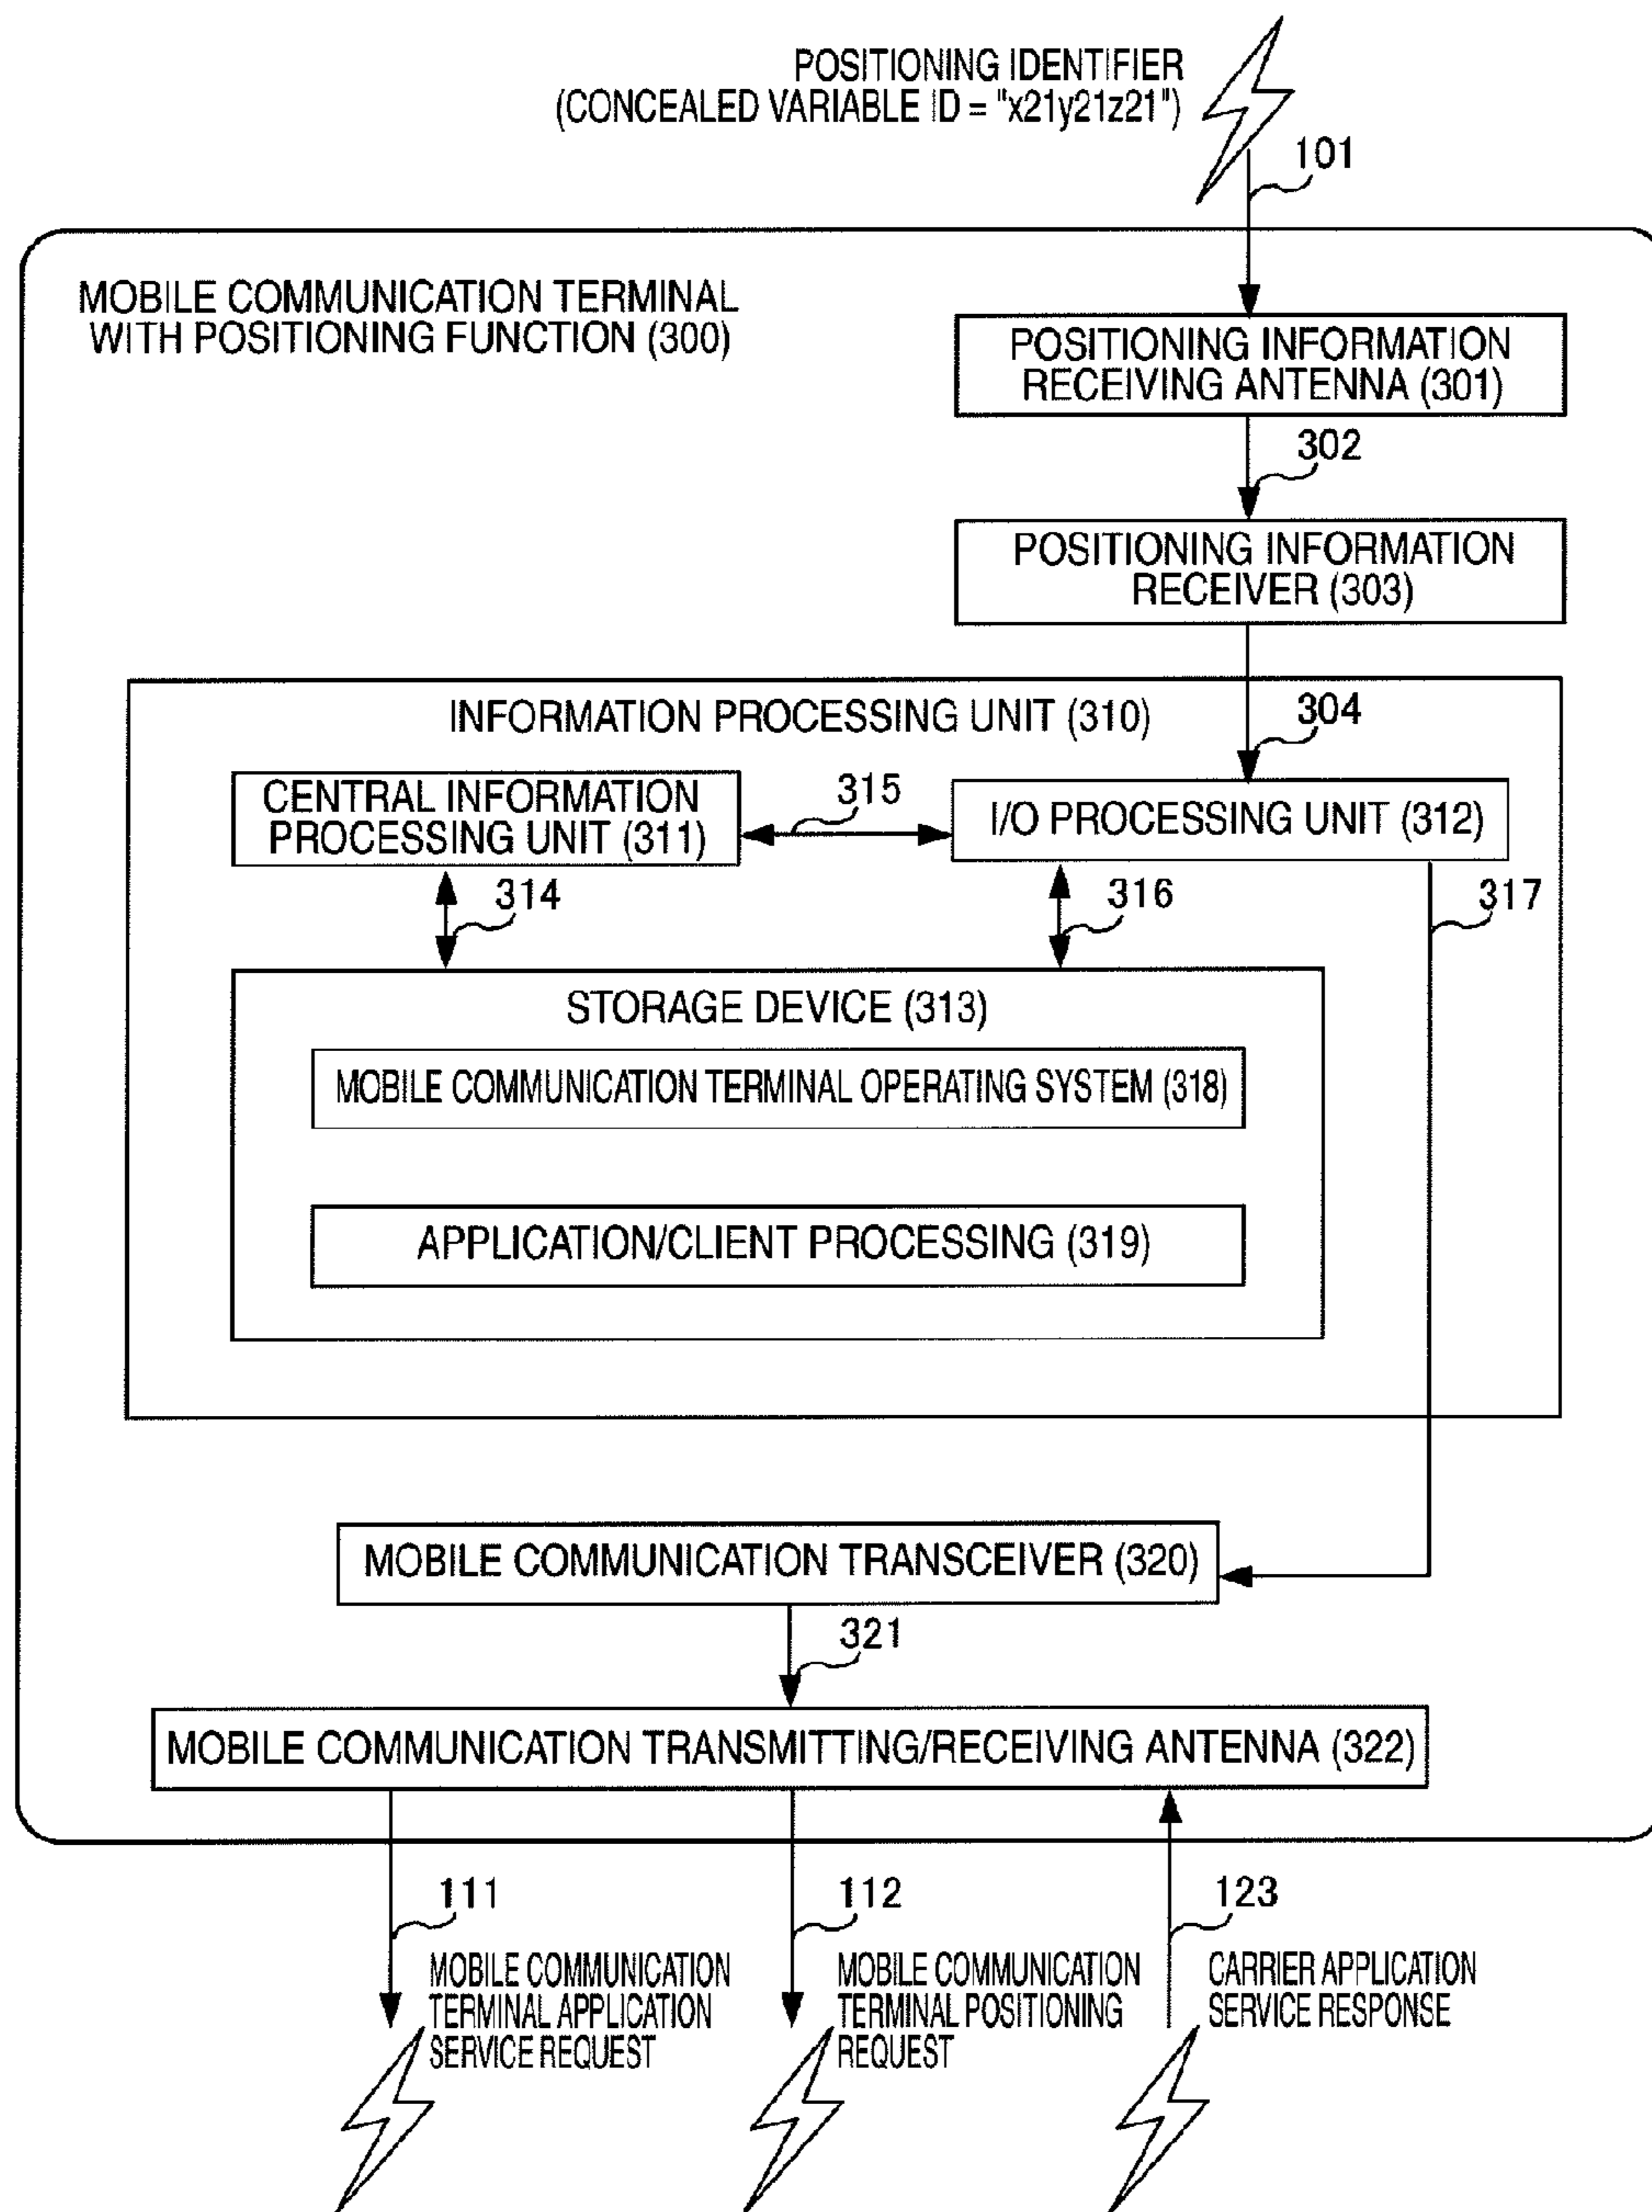 POSITIONING IDENTIFIER
(CONCEALED VARIABLE ID = "x21y21z21")
101
MOBILE COMMUNICATION TERMINAL
WITH POSITIONING FUNCTION (300)
POSITIONING INFORMATION
RECEIVING ANTENNA (301)
302
POSITIONING INFORMATION
RECEIVER (303)
INFORMATION PROCESSING UNIT (310)
304
CENTRAL INFORMATION
PROCESSING UNIT (311)
315
I/O PROCESSING UNIT (312)
314
316
317
STORAGE DEVICE (313)
MOBILE COMMUNICATION TERMINAL OPERATING SYSTEM (318)
APPLICATION/CLIENT PROCESSING (319)
MOBILE COMMUNICATION TRANSCEIVER (320)
321
MOBILE COMMUNICATION TRANSMITTING/RECEIVING ANTENNA (322)
111
MOBILE COMMUNICATION
TERMINAL APPLICATION
SERVICE REQUEST
112
MOBILE COMMUNICATION
TERMINAL POSITIONING
REQUEST
123
CARRIER APPLICATION
SERVICE RESPONSE